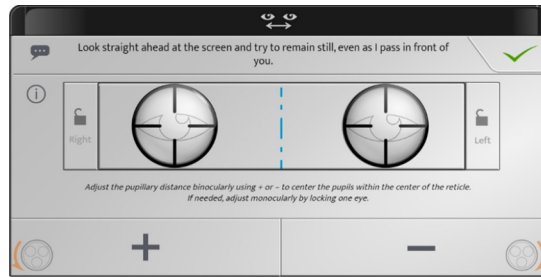 Look straight ahead at the screen and try to remain still, even as I pass in front of
you.
Right
Left
Adjust the pupillary distance binocularly using + or – to center the pupils within the center of the reticle.
If needed, adjust monocularly by locking one eye.